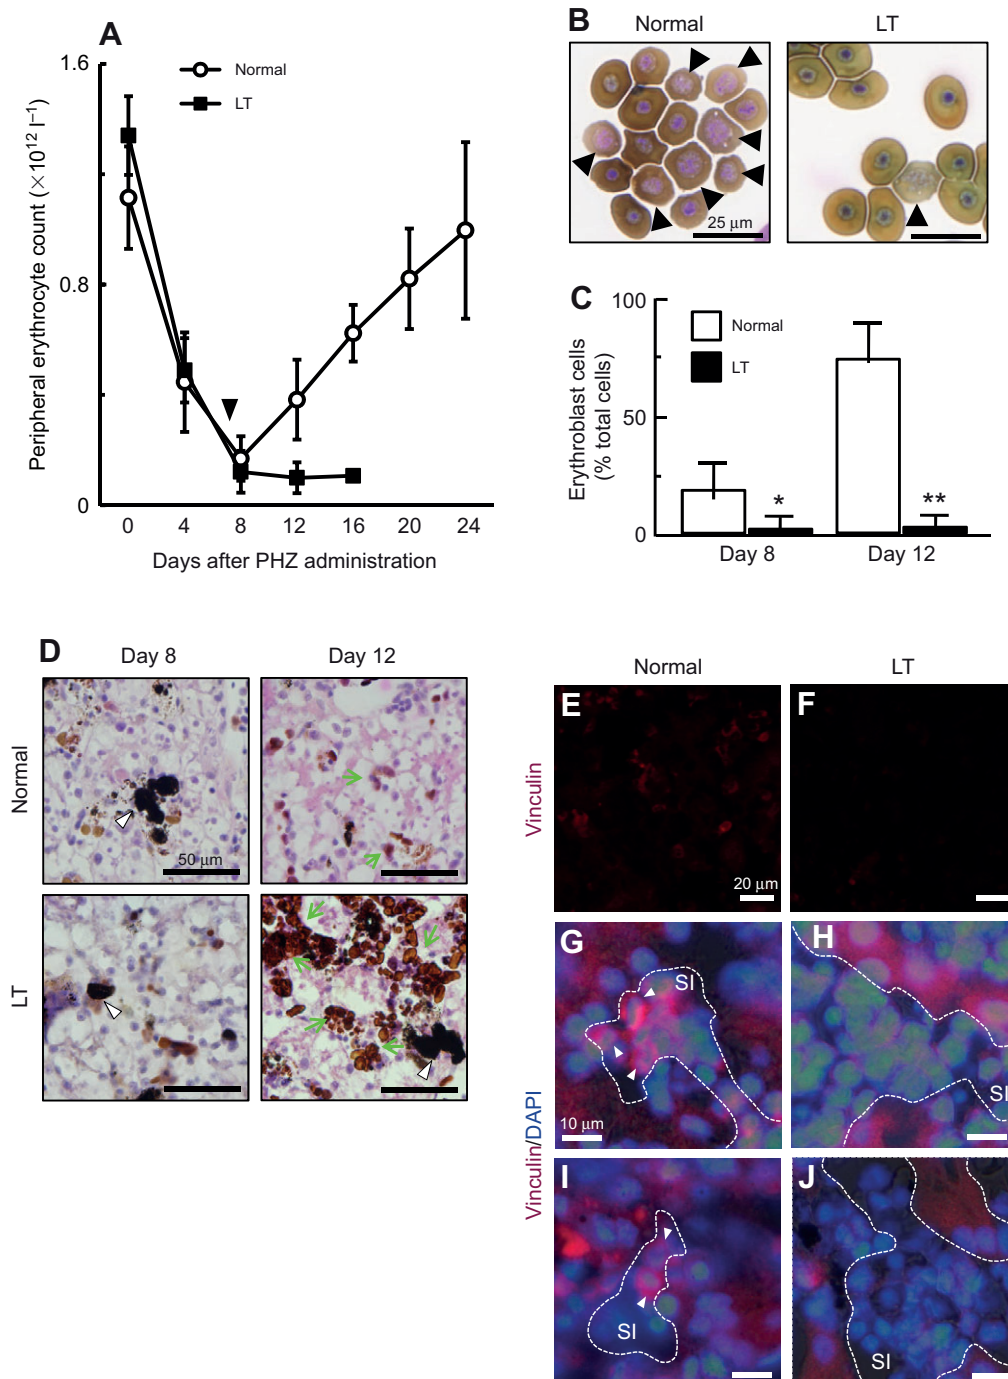 A
1.6
0.8
0
Peripheral erythrocyte count (×10¹² l⁻¹)
Normal
LT
0 4 8 12 16 20 24
Days after PHZ administration
B
Normal LT
25 μm
C
100
50
0
Erythroblast cells
(% total cells)
Normal
LT
* **
Day 8 Day 12
D
Day 8 Day 12
Normal
50 μm
LT
Normal LT
E F
Vinculin
20 μm
G H
SI
SI
10 μm
Vinculin/DAPI
I J
SI
SI